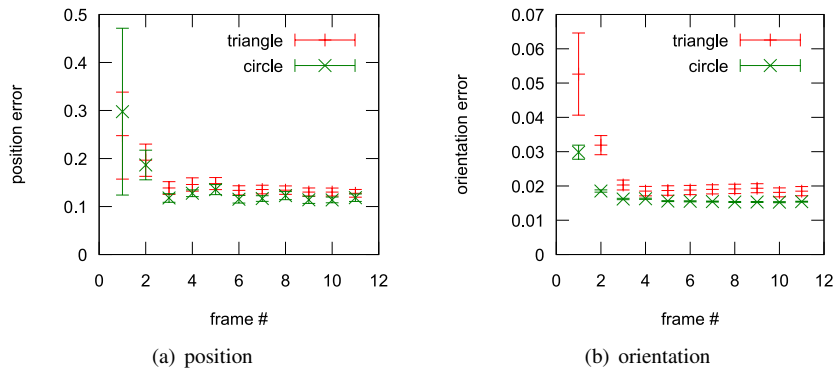 0.5
0.4
0.3
0.2
0.1
0
0 2 4 6 8 10 12
position error
frame #
triangle
circle
(a) position
0.07
0.06
0.05
0.04
0.03
0.02
0.01
0
0 2 4 6 8 10 12
orientation error
frame #
triangle
circle
(b) orientation